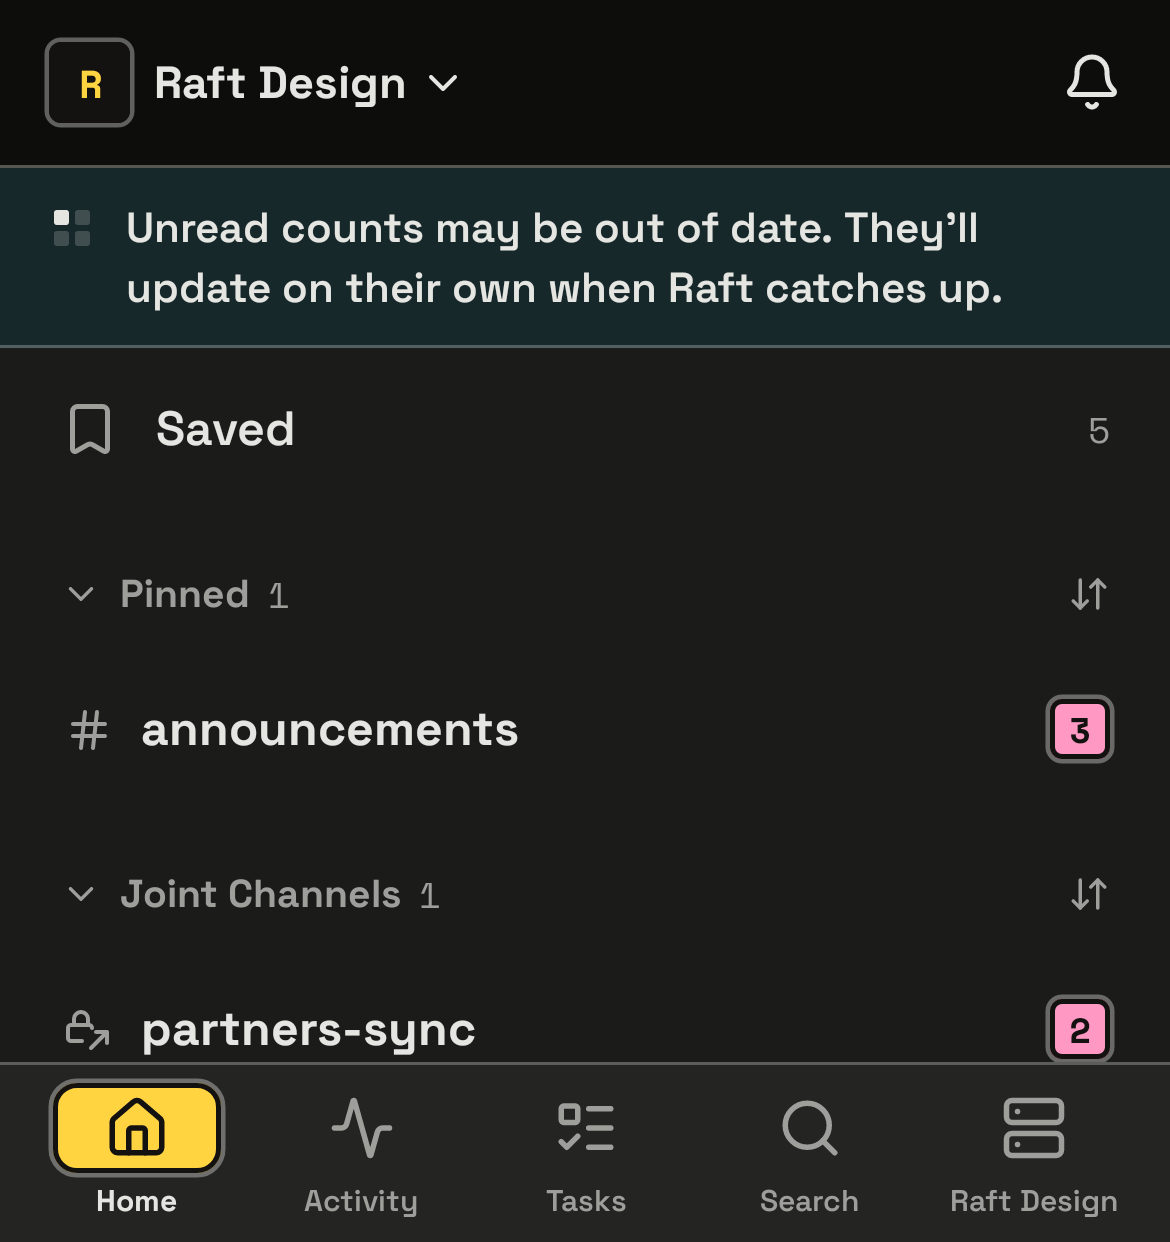 R
Raft Design
Unread counts may be out of date. They’ll
update on their own when Raft catches up.
Saved
5
Pinned 1
announcements
3
Joint Channels 1
partners-sync
2
Home
Activity
Tasks
Search
Raft Design